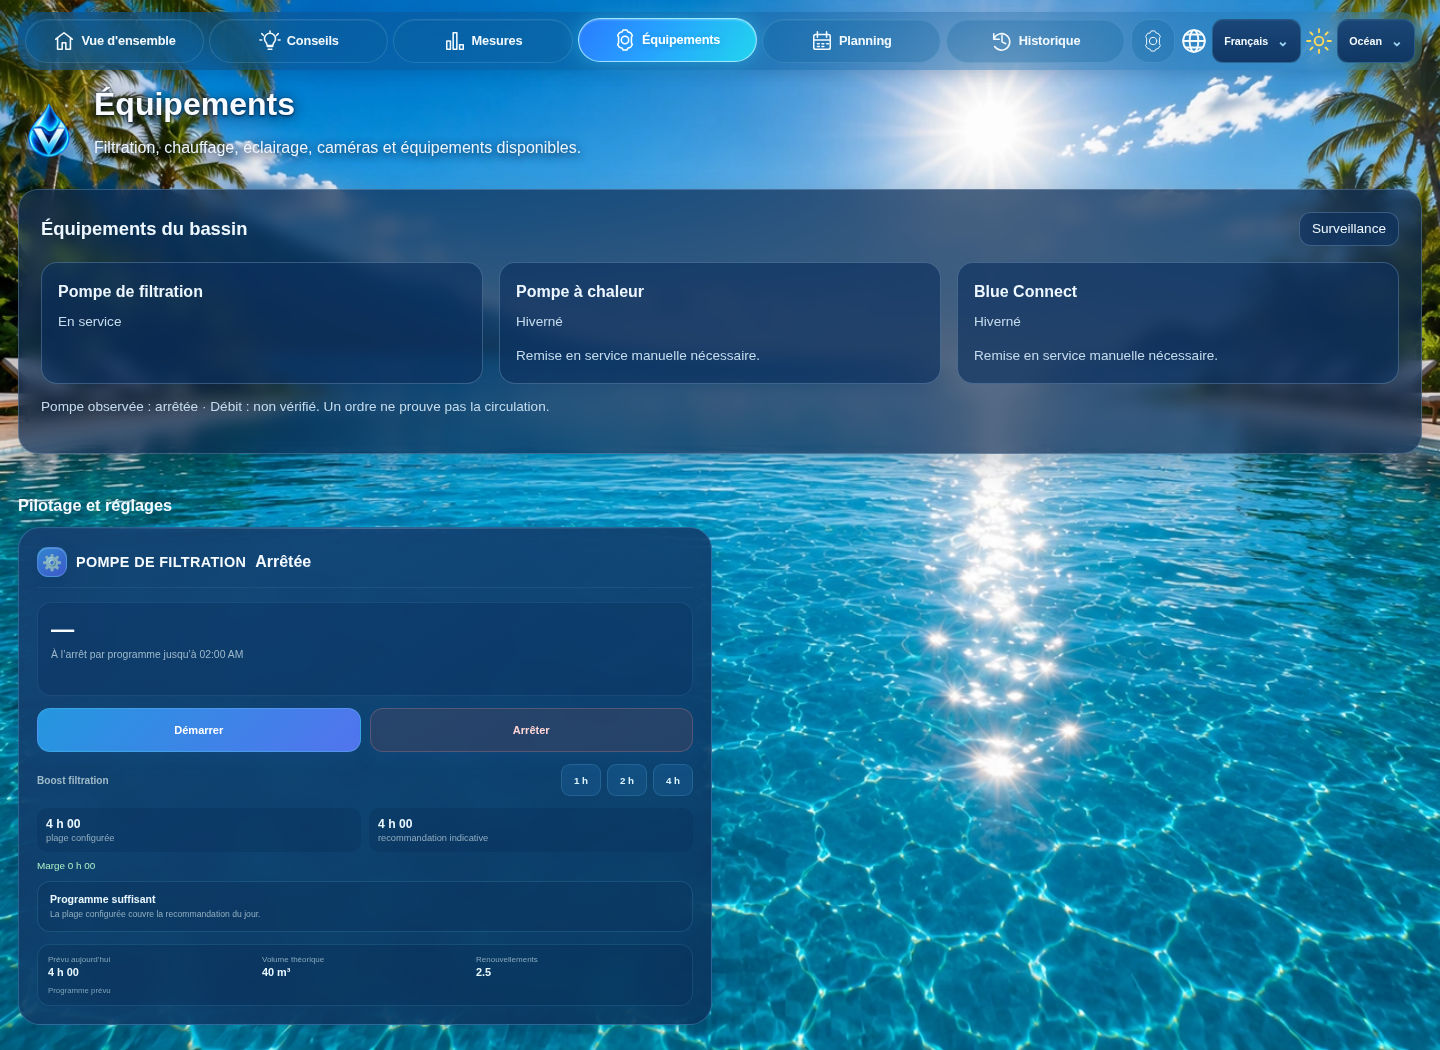 Vue d'ensemble
Conseils
Mesures
Équipements
Planning
Historique
Français
Océan
Équipements
Filtration, chauffage, éclairage, caméras et équipements disponibles.
Équipements du bassin
Surveillance
Pompe de filtration
En service
Pompe à chaleur
Hiverné
Remise en service manuelle nécessaire.
Blue Connect
Hiverné
Remise en service manuelle nécessaire.
Pompe observée : arrêtée · Débit : non vérifié. Un ordre ne prouve pas la circulation.
Pilotage et réglages
POMPE DE FILTRATION Arrêtée
—
À l'arrêt par programme jusqu'à 02:00 AM
Démarrer
Arrêter
Boost filtration
1 h
2 h
4 h
4 h 00
plage configurée
4 h 00
recommandation indicative
Marge 0 h 00
Programme suffisant
La plage configurée couvre la recommandation du jour.
Prévu aujourd'hui
4 h 00
Programme prévu
Volume théorique
40 m³
Renouvellements
2.5